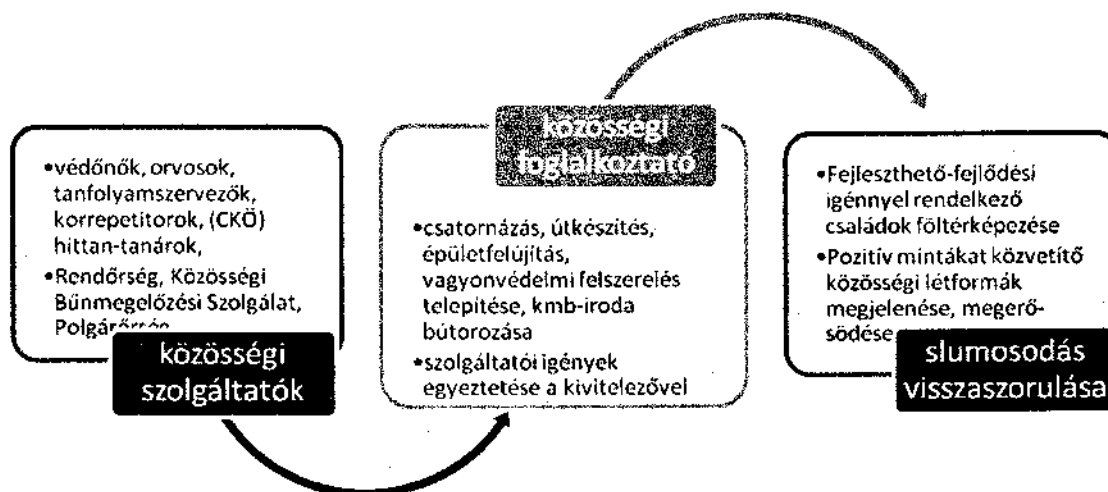 •védőnők, orvosok,
tanfolyamszervezők,
korrepetitorok, (CKÖ)
hittan-tanárok,
•Rendőrség, Közösségi
Bűnmegelőzési Szolgálat,
közösségi
szolgáltatók
közösségi
foglalkoztató
•csatornázás, útkészítés,
épületfelújítás,
vagyonvédelmi felszerelés
telepítése, kmb-iroda
bútorozása
•szolgáltatói igények
egyeztetése a kivitelezővel
•Fejleszthető-fejlődési
igénnyel rendelkező
családok föltérképezése
•Pozitív mintákat közvetítő
közösségi létformák
megjelenése, megerő-
södése
slumosodás
visszaszorulása